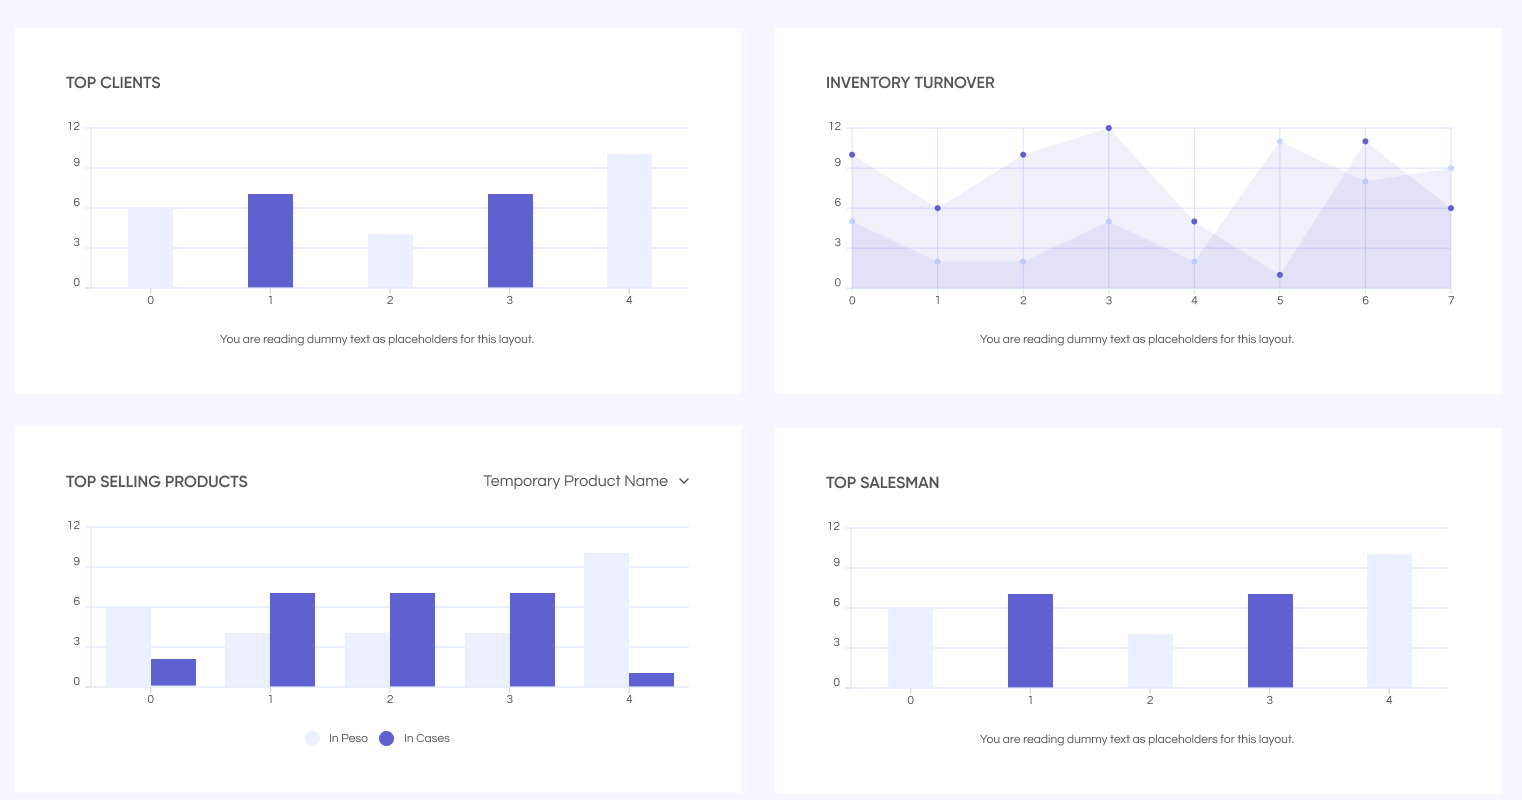 TOP CLIENTS
12
9
6
3
0
0 1 2 3 4
You are reading dummy text as placeholders for this layout.
INVENTORY TURNOVER
12
9
6
3
0
0 1 2 3 4 5 6 7
You are reading dummy text as placeholders for this layout.
TOP SELLING PRODUCTS Temporary Product Name
12
9
6
3
0
0 1 2 3 4
In Peso In Cases
TOP SALESMAN
12
9
6
3
0
0 1 2 3 4
You are reading dummy text as placeholders for this layout.